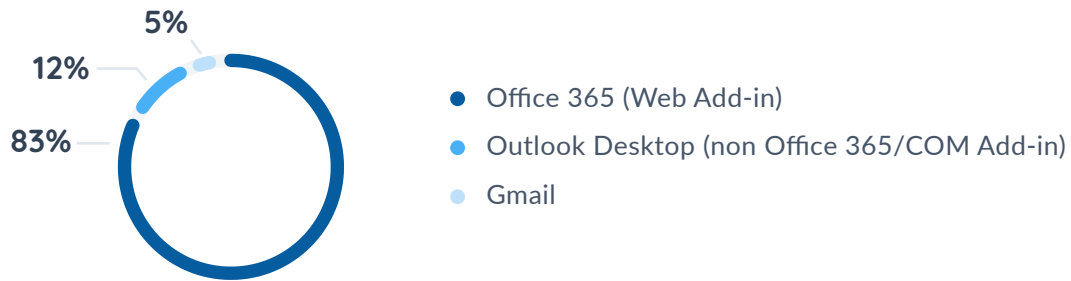 5%
12%
83%
Office 365 (Web Add-in)
Outlook Desktop (non Office 365/COM Add-in)
Gmail